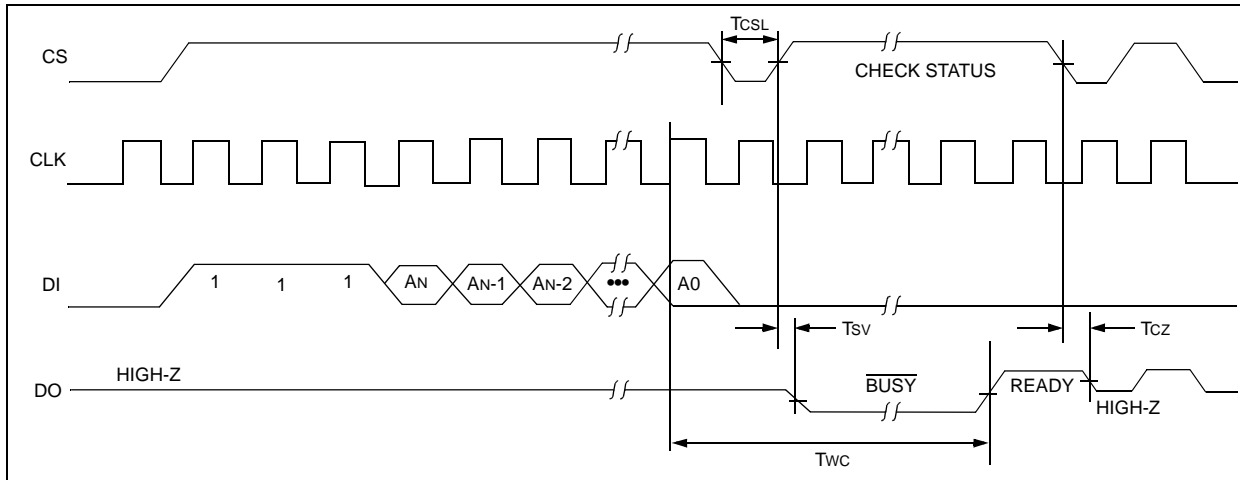 TCSL
CS
CHECK STATUS
CLK
DI
1
1
1
AN
AN-1
AN-2
•••
A0
TSV
TCZ
DO
HIGH-Z
BUSY
READY
HIGH-Z
TWC